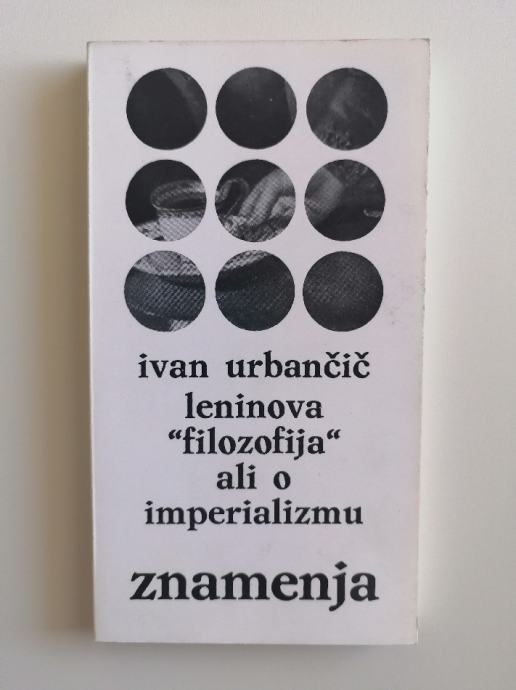 ivan urbančič
leninova
“filozofija“
ali o
imperializmu
znamenja